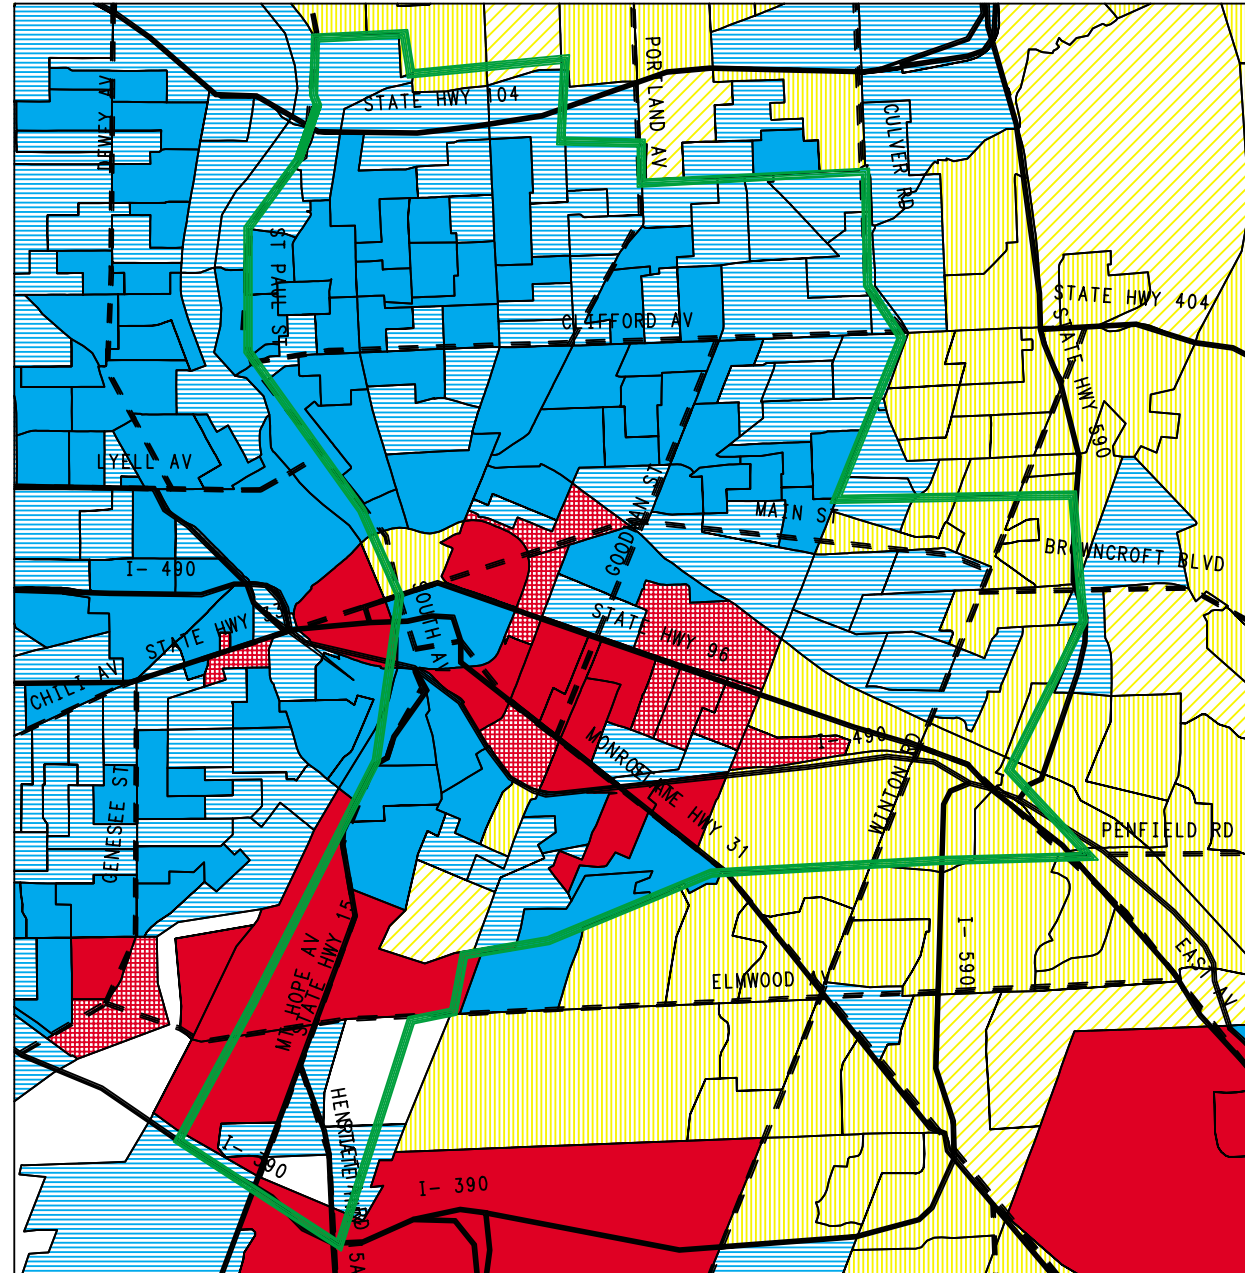 PORTLAND AV
DEWEY AV
STATE HWY 104
CULVER RD
ST PAUL ST
STATE HWY 404
CLIFFORD AV
STATE HWY 590
LYELL AV
GOODMAN ST
MAIN ST
BROWNCROFT BLVD
I- 490
SOUTH AV
STATE HWY
STATE HWY 96
CHILI AV
MONROE AV
STATE HWY 31
I- 490
WINTON RD
GENESEE ST
PENFIELD RD
MT HOPE AV
STATE HWY 15
I- 590
EAST AV
ELMWOOD AV
I- 390
I- 390
5A